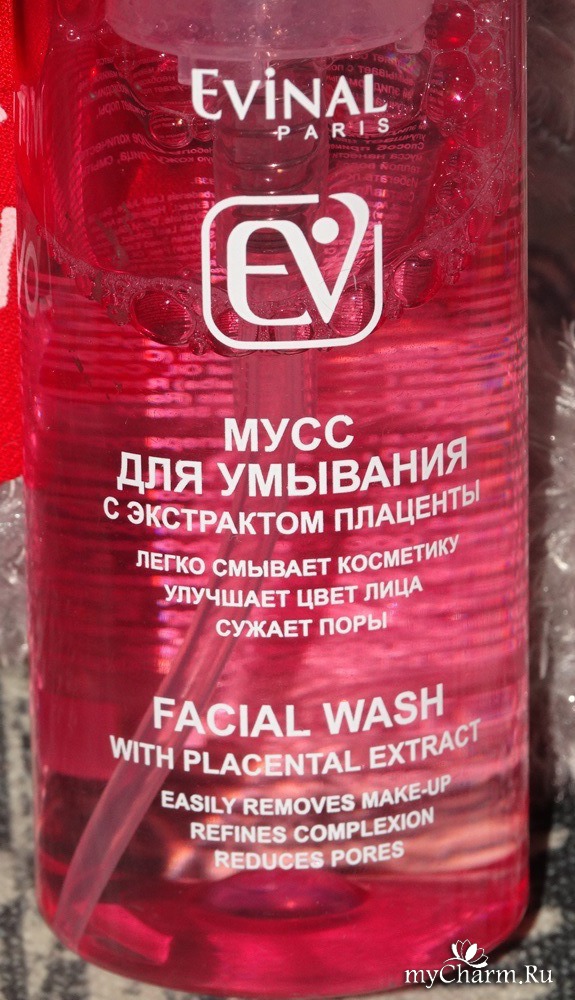 EVINAL
PARIS
EV
МУСС
ДЛЯ УМЫВАНИЯ
С ЭКСТРАКТОМ ПЛАЦЕНТЫ
ЛЕГКО СМЫВАЕТ КОСМЕТИКУ
УЛУЧШАЕТ ЦВЕТ ЛИЦА
СУЖАЕТ ПОРЫ
FACIAL WASH
WITH PLACENTAL EXTRACT
EASILY REMOVES MAKE-UP
REFINES COMPLEXION
REDUCES PORES
myCharm.Ru